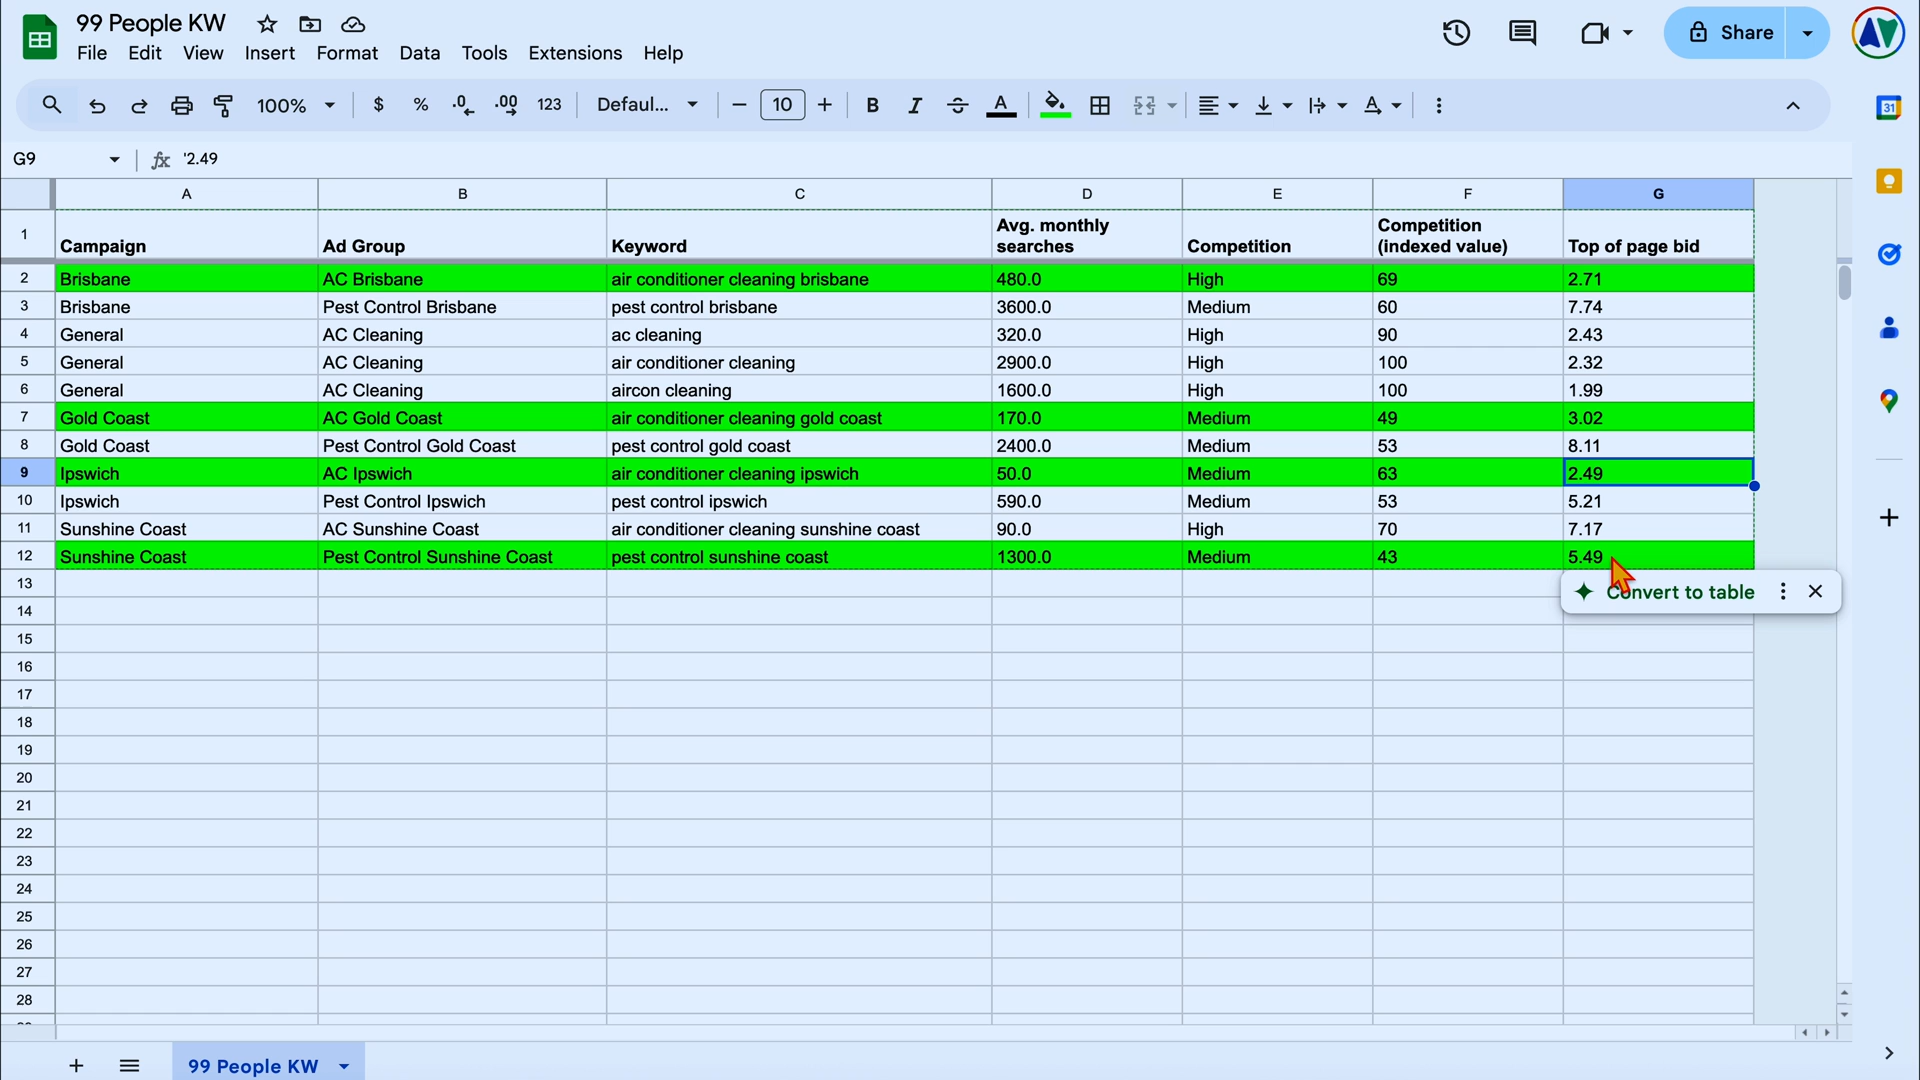 99 People KW
File Edit View Insert Format Data Tools Extensions Help
Share
100% $ % .0 .00 123 Defaul... 10 B I S A A
31
G9 fx '2.49
A B C D E F G
1 Campaign Ad Group Keyword Avg. monthly searches Competition Competition (indexed value) Top of page bid
2 Brisbane AC Brisbane air conditioner cleaning brisbane 480.0 High 69 2.71
3 Brisbane Pest Control Brisbane pest control brisbane 3600.0 Medium 60 7.74
4 General AC Cleaning ac cleaning 320.0 High 90 2.43
5 General AC Cleaning air conditioner cleaning 2900.0 High 100 2.32
6 General AC Cleaning aircon cleaning 1600.0 High 100 1.99
7 Gold Coast AC Gold Coast air conditioner cleaning gold coast 170.0 Medium 49 3.02
8 Gold Coast Pest Control Gold Coast pest control gold coast 2400.0 Medium 53 8.11
9 Ipswich AC Ipswich air conditioner cleaning ipswich 50.0 Medium 63 2.49
10 Ipswich Pest Control Ipswich pest control ipswich 590.0 Medium 53 5.21
11 Sunshine Coast AC Sunshine Coast air conditioner cleaning sunshine coast 90.0 High 70 7.17
12 Sunshine Coast Pest Control Sunshine Coast pest control sunshine coast 1300.0 Medium 43 5.49
13
Convert to table
14
15
16
17
18
19
20
21
22
23
24
25
26
27
28
99 People KW